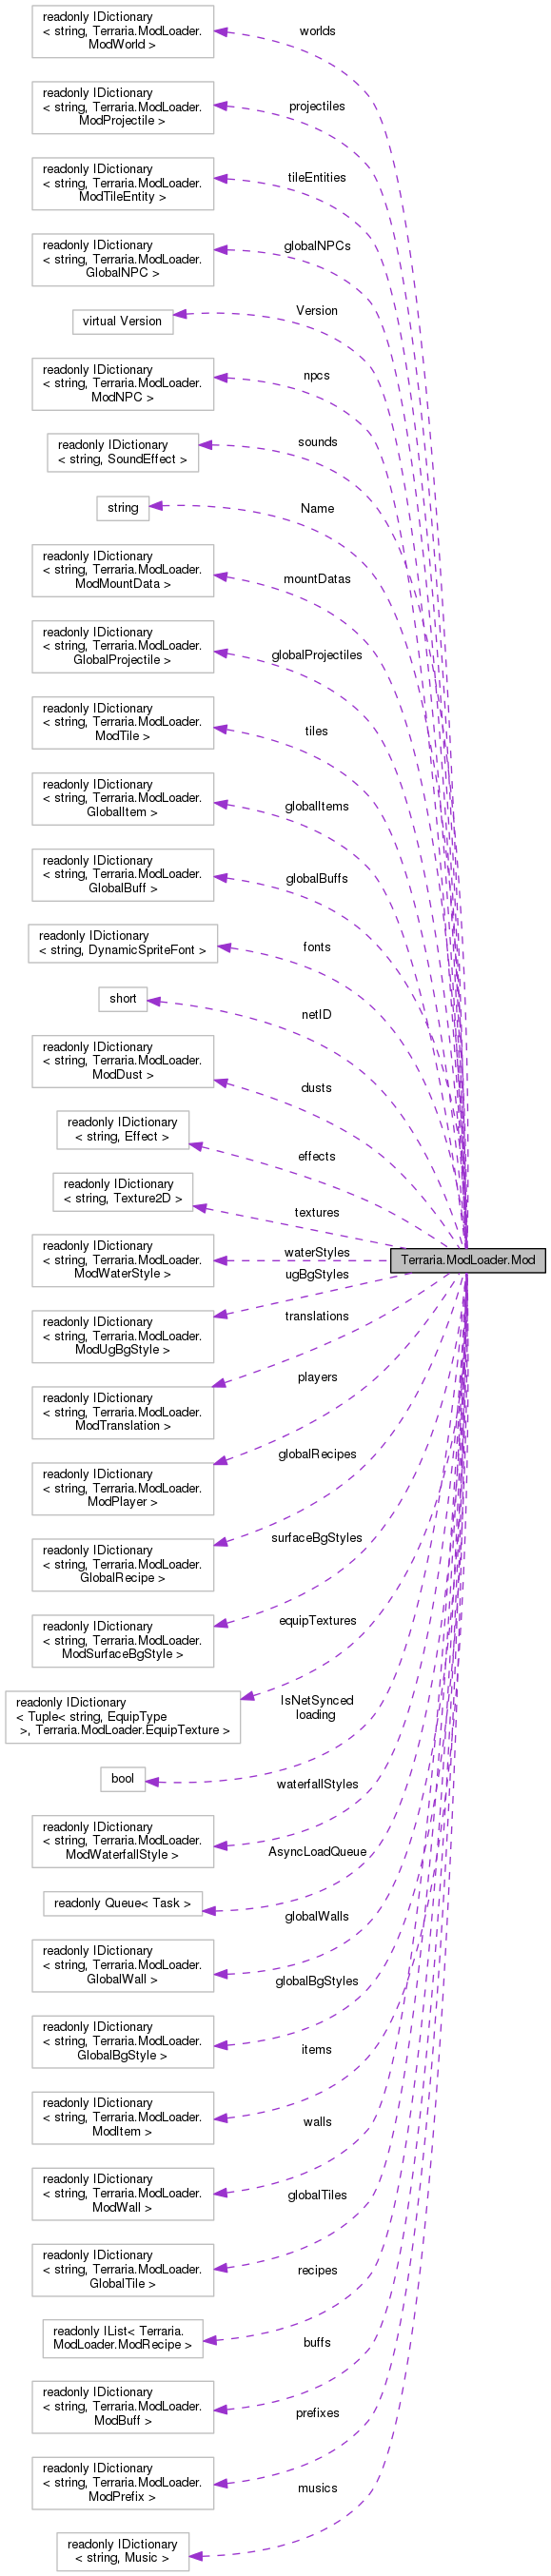 readonly IDictionary
< string, Terraria.ModLoader.
ModWorld >
worlds
readonly IDictionary
< string, Terraria.ModLoader.
ModProjectile >
projectiles
readonly IDictionary
< string, Terraria.ModLoader.
ModTileEntity >
tileEntities
readonly IDictionary
< string, Terraria.ModLoader.
GlobalNPC >
globalNPCs
virtual Version
Version
readonly IDictionary
< string, Terraria.ModLoader.
ModNPC >
npcs
readonly IDictionary
< string, SoundEffect >
sounds
string
Name
readonly IDictionary
< string, Terraria.ModLoader.
ModMountData >
mountDatas
readonly IDictionary
< string, Terraria.ModLoader.
GlobalProjectile >
globalProjectiles
readonly IDictionary
< string, Terraria.ModLoader.
ModTile >
tiles
readonly IDictionary
< string, Terraria.ModLoader.
GlobalItem >
globalItems
readonly IDictionary
< string, Terraria.ModLoader.
GlobalBuff >
globalBuffs
readonly IDictionary
< string, DynamicSpriteFont >
fonts
short
netID
readonly IDictionary
< string, Terraria.ModLoader.
ModDust >
dusts
readonly IDictionary
< string, Effect >
effects
readonly IDictionary
< string, Texture2D >
textures
readonly IDictionary
< string, Terraria.ModLoader.
ModWaterStyle >
waterStyles
Terraria.ModLoader.Mod
readonly IDictionary
< string, Terraria.ModLoader.
ModUgBgStyle >
ugBgStyles
readonly IDictionary
< string, Terraria.ModLoader.
ModTranslation >
translations
readonly IDictionary
< string, Terraria.ModLoader.
ModPlayer >
players
readonly IDictionary
< string, Terraria.ModLoader.
GlobalRecipe >
globalRecipes
readonly IDictionary
< string, Terraria.ModLoader.
ModSurfaceBgStyle >
surfaceBgStyles
readonly IDictionary
< Tuple< string, EquipType
>, Terraria.ModLoader.EquipTexture >
equipTextures
bool
IsNetSynced
loading
readonly IDictionary
< string, Terraria.ModLoader.
ModWaterfallStyle >
waterfallStyles
readonly Queue< Task >
AsyncLoadQueue
readonly IDictionary
< string, Terraria.ModLoader.
GlobalWall >
globalWalls
readonly IDictionary
< string, Terraria.ModLoader.
GlobalBgStyle >
globalBgStyles
readonly IDictionary
< string, Terraria.ModLoader.
ModItem >
items
readonly IDictionary
< string, Terraria.ModLoader.
ModWall >
walls
readonly IDictionary
< string, Terraria.ModLoader.
GlobalTile >
globalTiles
readonly IList< Terraria.
ModLoader.ModRecipe >
recipes
readonly IDictionary
< string, Terraria.ModLoader.
ModBuff >
buffs
readonly IDictionary
< string, Terraria.ModLoader.
ModPrefix >
prefixes
readonly IDictionary
< string, Music >
musics